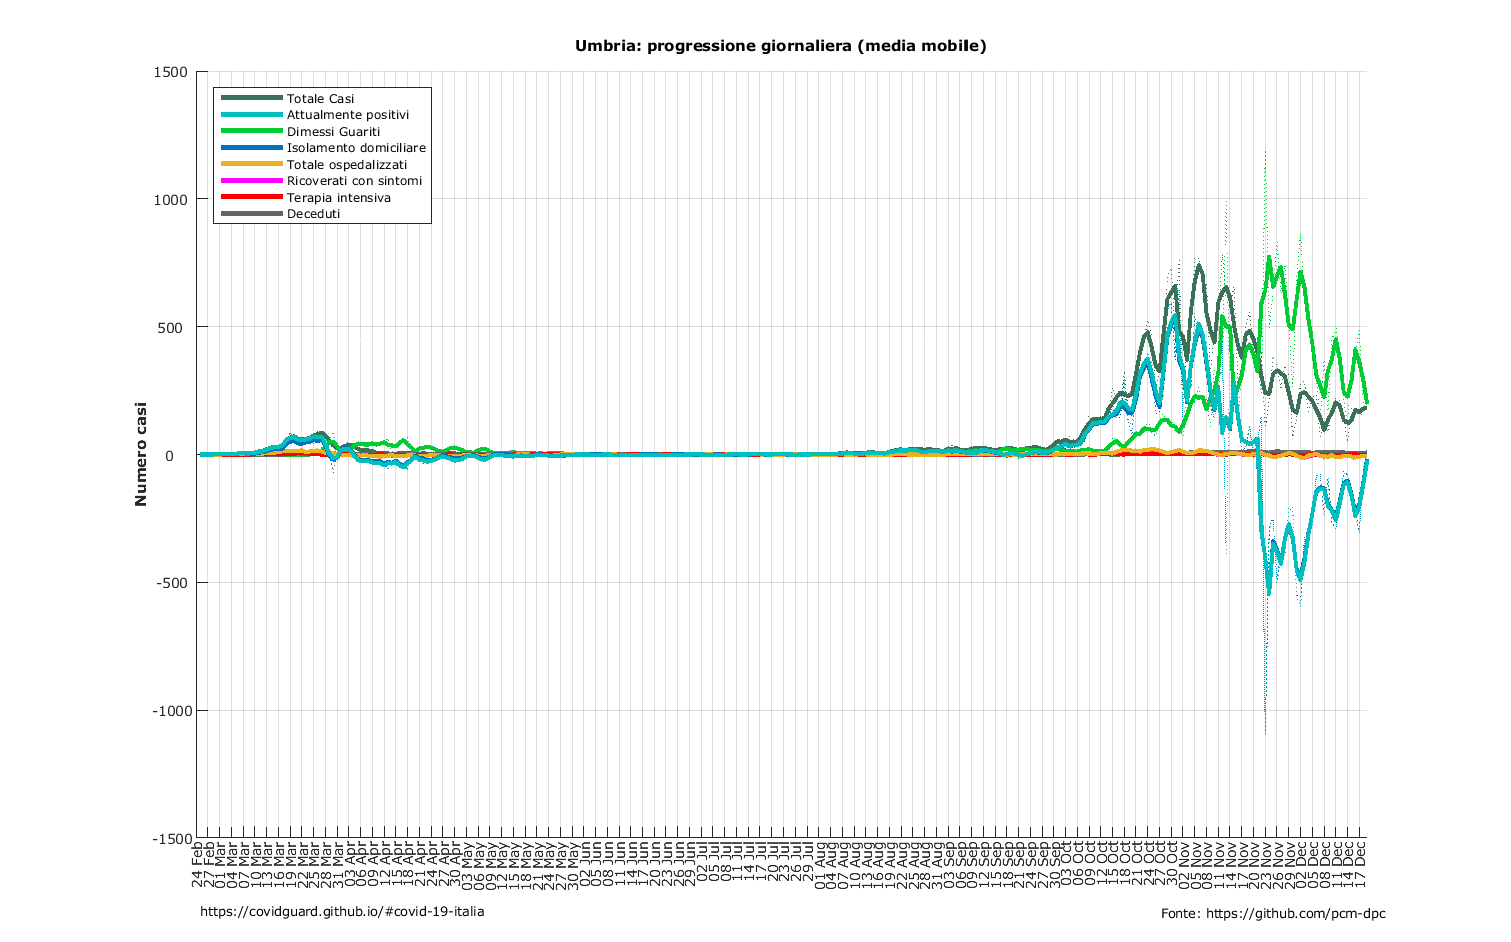 Umbria: progressione giornaliera (media mobile)
1500
1000
500
0
-500
-1000
-1500
Numero casi
Totale Casi
Attualmente positivi
Dimessi Guariti
Isolamento domiciliare
Totale ospedalizzati
Ricoverati con sintomi
Terapia intensiva
Deceduti
24 Feb
27 Feb
01 Mar
04 Mar
07 Mar
10 Mar
13 Mar
16 Mar
19 Mar
22 Mar
25 Mar
28 Mar
31 Mar
03 Apr
06 Apr
09 Apr
12 Apr
15 Apr
18 Apr
21 Apr
24 Apr
27 Apr
30 Apr
03 May
06 May
09 May
12 May
15 May
18 May
21 May
24 May
27 May
30 May
02 Jun
05 Jun
08 Jun
11 Jun
14 Jun
17 Jun
20 Jun
23 Jun
26 Jun
29 Jun
02 Jul
05 Jul
08 Jul
11 Jul
14 Jul
17 Jul
20 Jul
23 Jul
26 Jul
29 Jul
01 Aug
04 Aug
07 Aug
10 Aug
13 Aug
16 Aug
19 Aug
22 Aug
25 Aug
28 Aug
31 Aug
03 Sep
06 Sep
09 Sep
12 Sep
15 Sep
18 Sep
21 Sep
24 Sep
27 Sep
30 Sep
03 Oct
06 Oct
09 Oct
12 Oct
15 Oct
18 Oct
21 Oct
24 Oct
27 Oct
30 Oct
02 Nov
05 Nov
08 Nov
11 Nov
14 Nov
17 Nov
20 Nov
23 Nov
26 Nov
29 Nov
02 Dec
05 Dec
08 Dec
11 Dec
14 Dec
17 Dec
https://covidguard.github.io/#covid-19-italia
Fonte: https://github.com/pcm-dpc